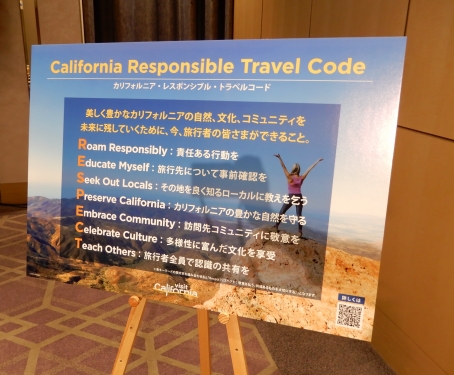 California Responsible Travel Code
カリフォルニア・レスポンシブル・トラベルコード
美しく豊かなカリフォルニアの自然、文化、コミュニティを
未来に残していくために、今、旅行者の皆さまができること。
Roam Responsibly：責任ある行動を
Educate Myself：旅行先について事前確認を
Seek Out Locals：その地を良く知るローカルに教えを乞う
Preserve California：カリフォルニアの豊かな自然を守る
Embrace Community：訪問先コミュニティに敬意を
Celebrate Culture：多様性に富んだ文化を享受
Teach Others：旅行者全員で認識の共有を
詳しくは
visit
California